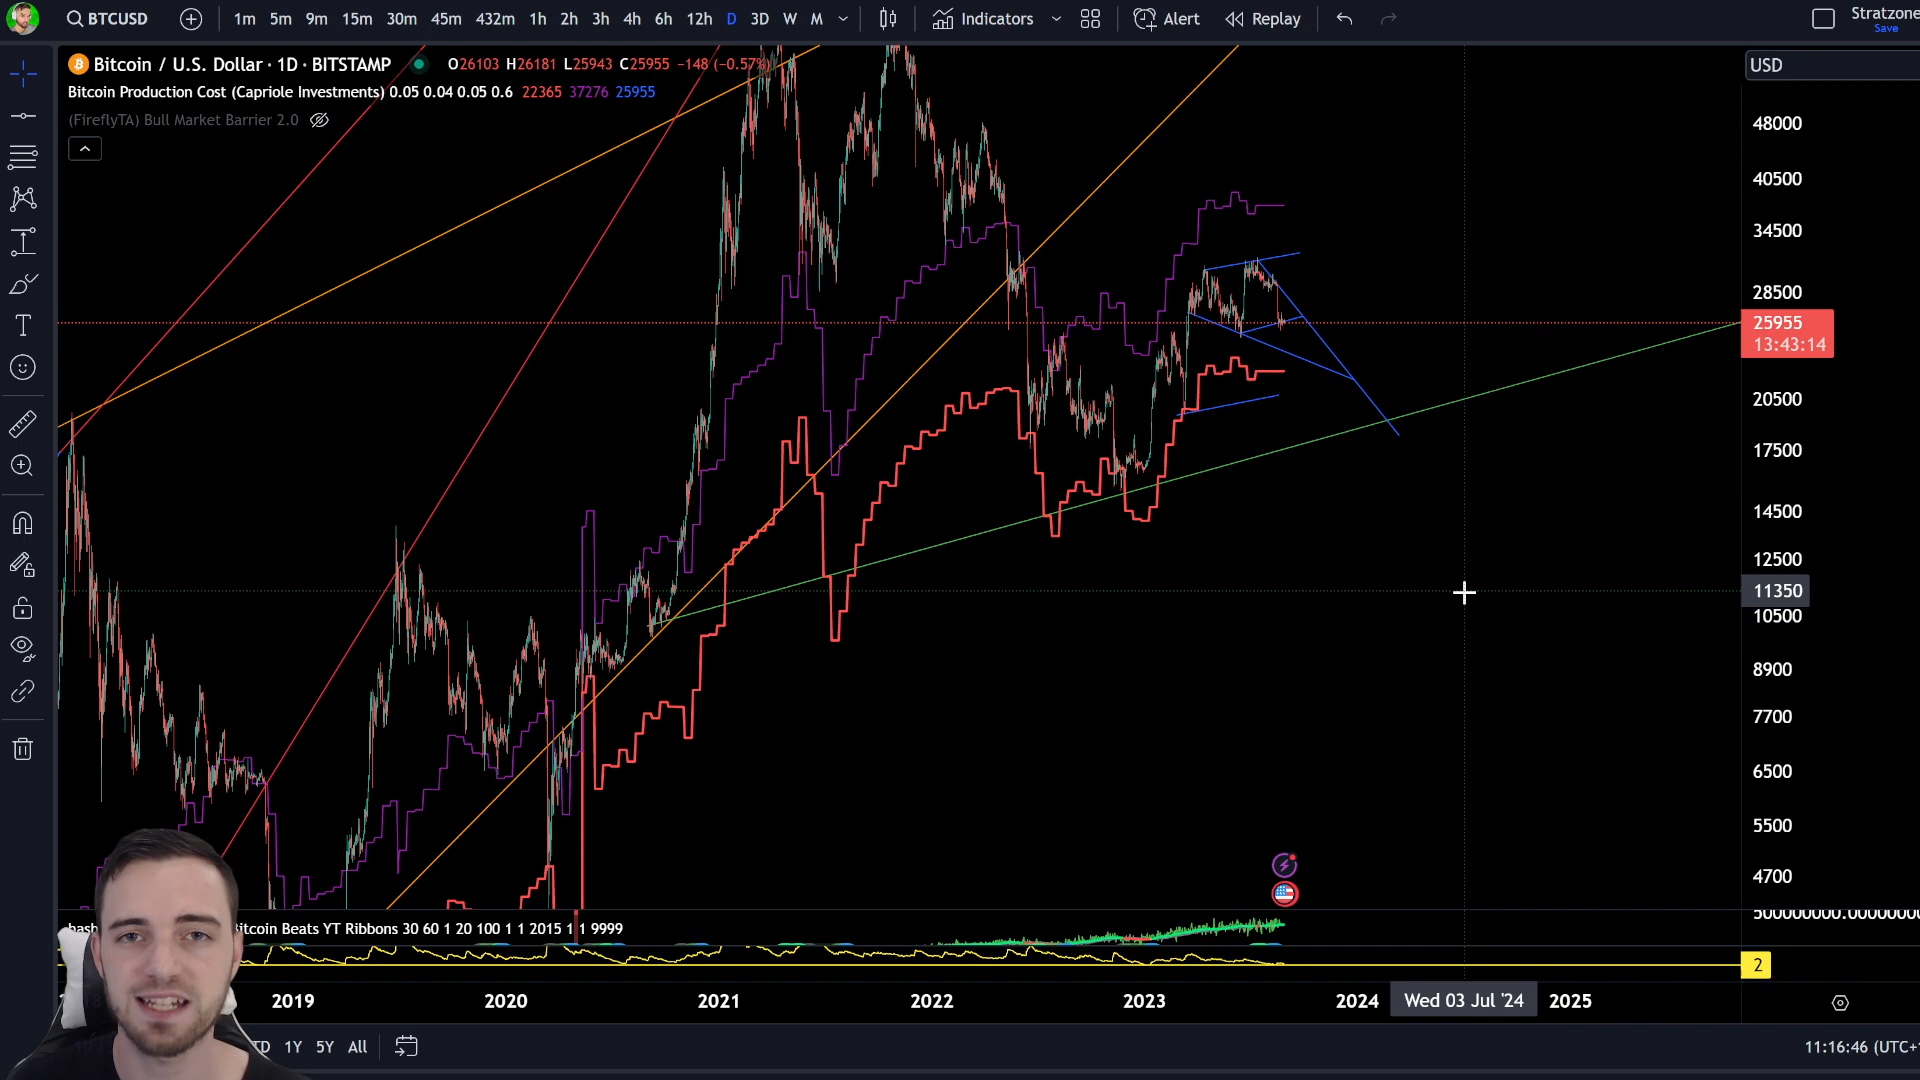 BTCUSD 1m 5m 9m 15m 30m 45m 432m 1h 2h 3h 4h 6h 12h D 3D W M Indicators Alert Replay Stratzone
Save
Bitcoin / U.S. Dollar · 1D · BITSTAMP O26103 H26181 L25943 C25955 −148 (−0.57%)
USD
Bitcoin Production Cost (Capriole Investments) 0.05 0.04 0.05 0.6 22365 37276 25955
(FireflyTA) Bull Market Barrier 2.0
48000
40500
34500
28500
25955
13:43:14
20500
17500
14500
12500
11350
10500
8900
7700
6500
5500
4700
hash
itcoin Beats YT Ribbons 30 60 1 20 100 1 1 2015 1 1 9999
2
2019 2020 2021 2022 2023 2024 Wed 03 Jul '24 2025
TD 1Y 5Y All
11:16:46 (UTC+